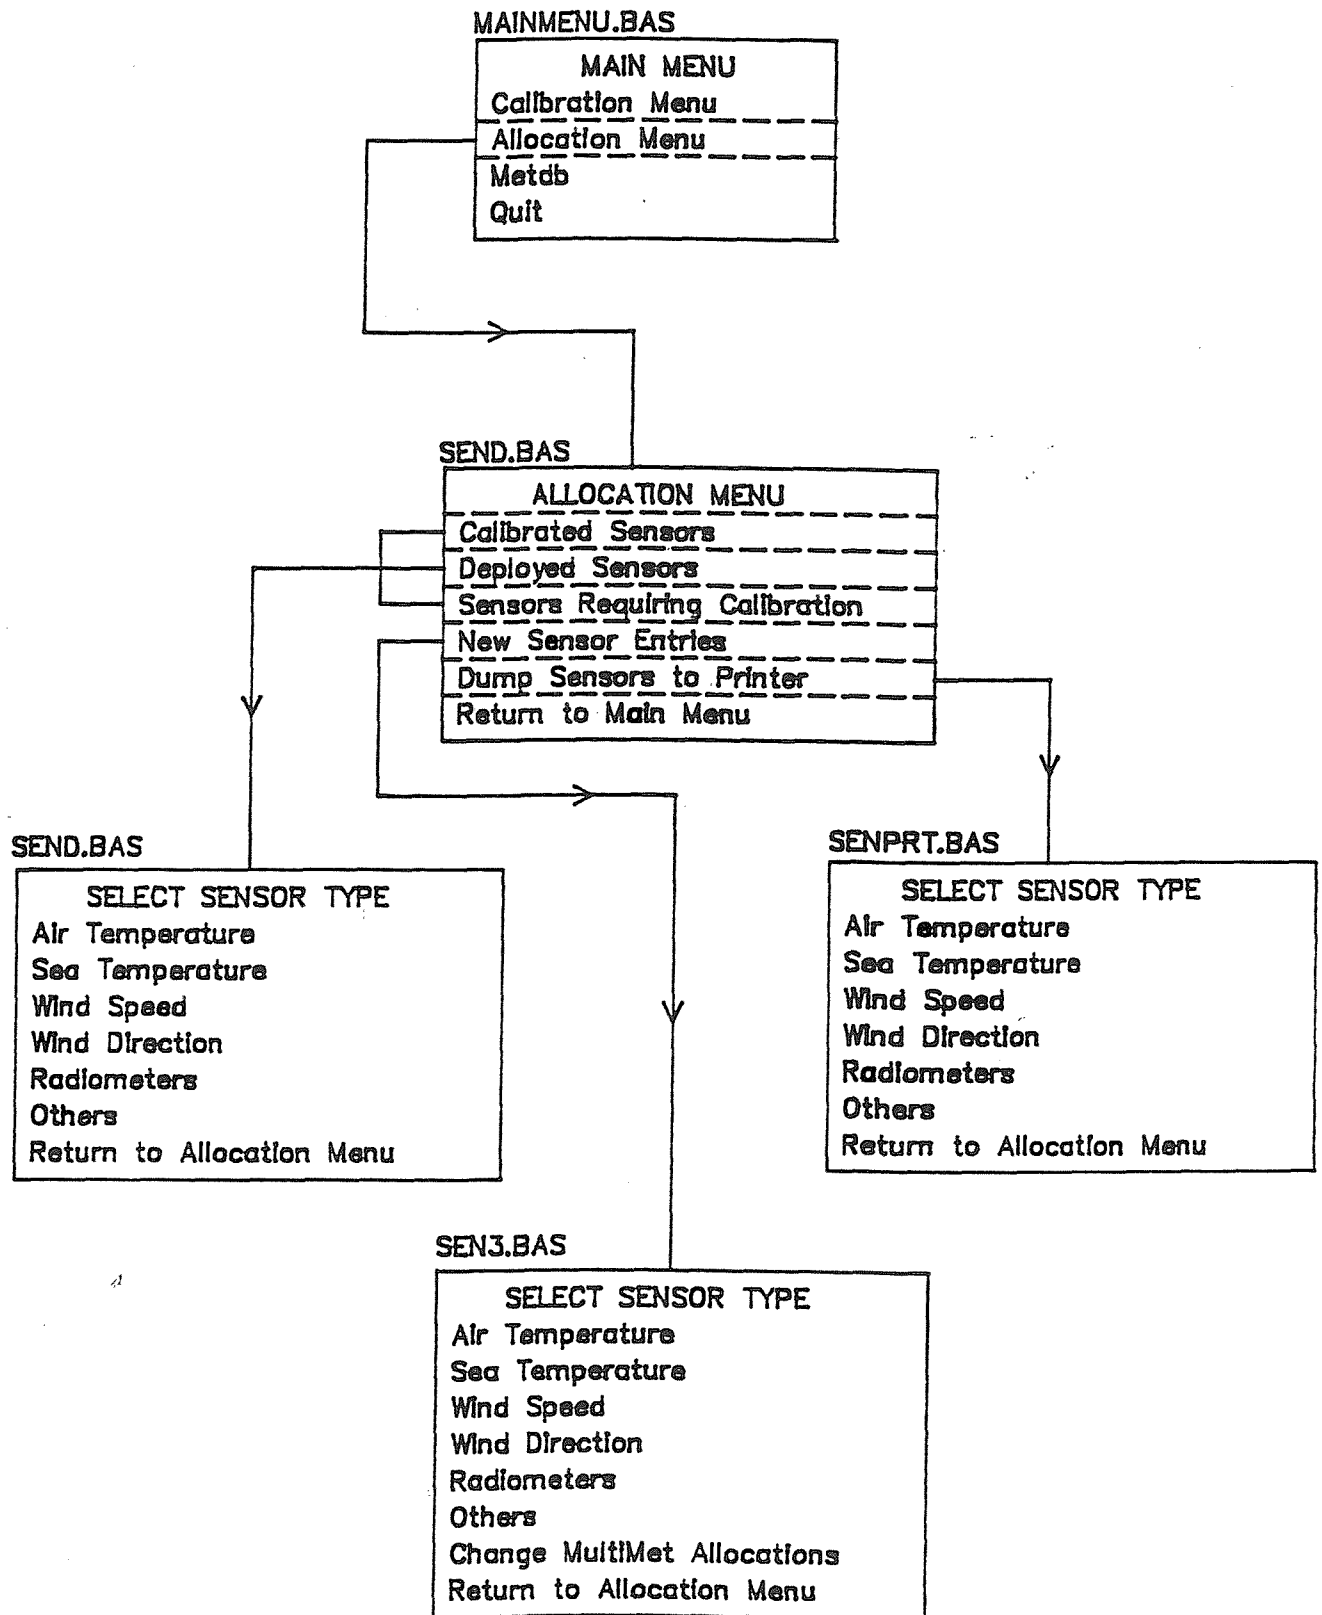 MAINMENU.BAS
MAIN MENU
Calibration Menu
Allocation Menu
Metdb
Quit
SEND.BAS
ALLOCATION MENU
Calibrated Sensors
Deployed Sensors
Sensors Requiring Calibration
New Sensor Entries
Dump Sensors to Printer
Return to Main Menu
SEND.BAS
SELECT SENSOR TYPE
Air Temperature
Sea Temperature
Wind Speed
Wind Direction
Radiometers
Others
Return to Allocation Menu
SENPRT.BAS
SELECT SENSOR TYPE
Air Temperature
Sea Temperature
Wind Speed
Wind Direction
Radiometers
Others
Return to Allocation Menu
SEN3.BAS
SELECT SENSOR TYPE
Air Temperature
Sea Temperature
Wind Speed
Wind Direction
Radiometers
Others
Change MultiMet Allocations
Return to Allocation Menu